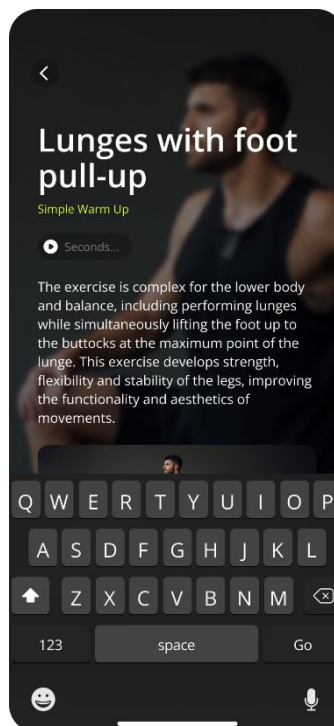 Lunges with foot
pull-up
Simple Warm Up
Seconds...
The exercise is complex for the lower body
and balance, including performing lunges
while simultaneously lifting the foot up to
the buttocks at the maximum point of the
lunge. This exercise develops strength,
flexibility and stability of the legs, improving
the functionality and aesthetics of
movements.
Q W E R T Y U I O P
A S D F G H J K L
Z X C V B N M
123 space Go